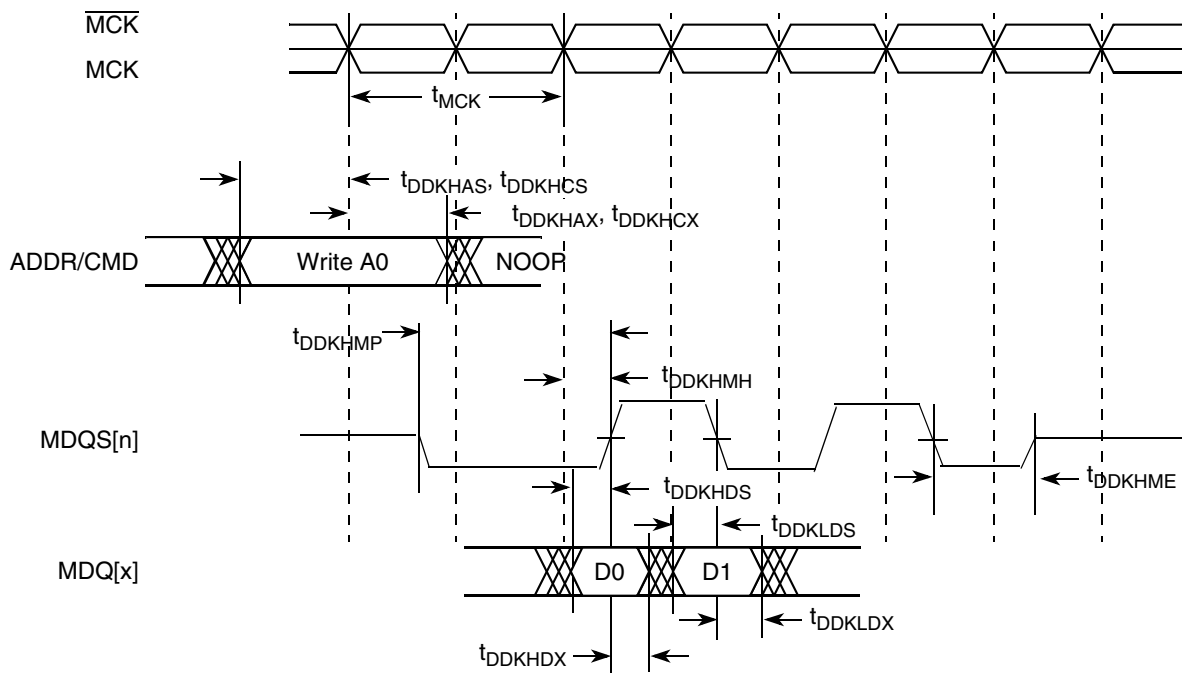 MCK
MCK
tMCK
tDDKHAS, tDDKHCS
tDDKHAX, tDDKHCX
ADDR/CMD
Write A0
NOOP
tDDKHMP
tDDKHMH
MDQS[n]
tDDKHDS
tDDKHME
tDDKLDS
MDQ[x]
D0
D1
tDDKLDX
tDDKHDX